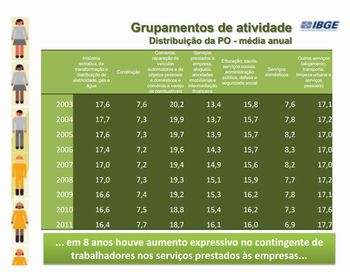 Grupamentos de atividade
IBGE
Distribuição da PO - média anual
Indústria extrativa, de transformação e distribuição de eletricidade, gás e água
Construção
Comércio, reparação de veículos automotores e de objetos pessoais e domésticos e comércio a varejo de combustíveis
Serviços prestados à empresa, aluguéis, atividades imobiliárias e intermediação financeira
Educação, saúde, serviços sociais, administração pública, defesa e seguridade social
Serviços domésticos
Outros serviços (alojamento, transporte, limpeza urbana e serviços pessoais)
2003 17,6 7,6 20,2 13,4 15,8 7,6 17,1
2004 17,7 7,3 19,9 13,7 15,7 7,8 17,2
2005 17,6 7,3 19,7 13,9 15,7 8,2 17,0
2006 17,4 7,2 19,6 14,3 15,7 8,3 17,0
2007 17,0 7,2 19,4 14,9 15,6 8,2 17,0
2008 17,0 7,3 19,3 15,1 15,9 7,7 17,2
2009 16,6 7,4 19,2 15,3 16,2 7,8 17,1
2010 16,6 7,5 18,8 15,4 16,2 7,3 17,6
2011 16,4 7,7 18,7 16,1 16,0 6,9 17,7
... em 8 anos houve aumento expressivo no contingente de
trabalhadores nos serviços prestados às empresas...